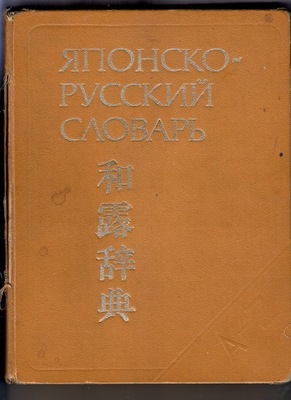 ЯПОНСКО-
РУССКИЙ
СЛОВАРЬ
和
露
辞
典
А-Я